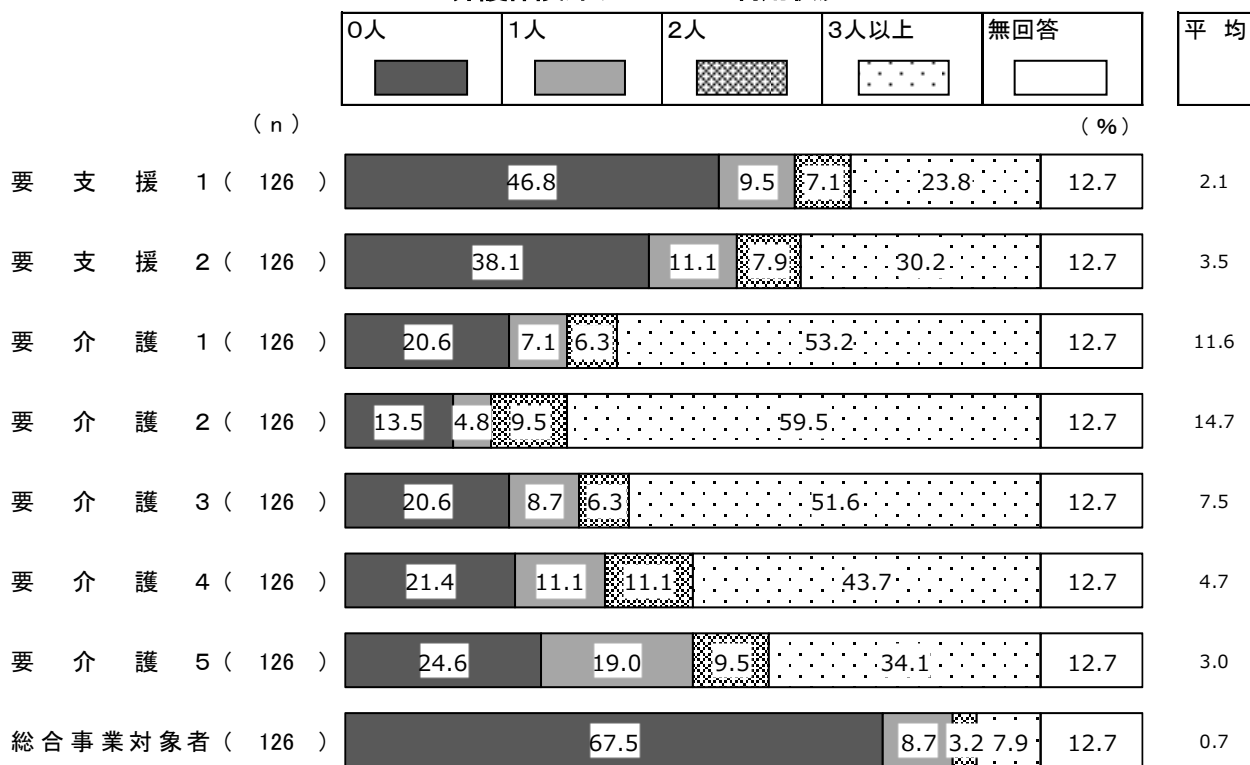 0人 1人 2人 3人以上 無回答 平 均
(n) (%)
要支援1( 126 ) 46.8 9.5 7.1 23.8 12.7 2.1
要支援2( 126 ) 38.1 11.1 7.9 30.2 12.7 3.5
要介護1( 126 ) 20.6 7.1 6.3 53.2 12.7 11.6
要介護2( 126 ) 13.5 4.8 9.5 59.5 12.7 14.7
要介護3( 126 ) 20.6 8.7 6.3 51.6 12.7 7.5
要介護4( 126 ) 21.4 11.1 11.1 43.7 12.7 4.7
要介護5( 126 ) 24.6 19.0 9.5 34.1 12.7 3.0
総合事業対象者( 126 ) 67.5 8.7 3.2 7.9 12.7 0.7